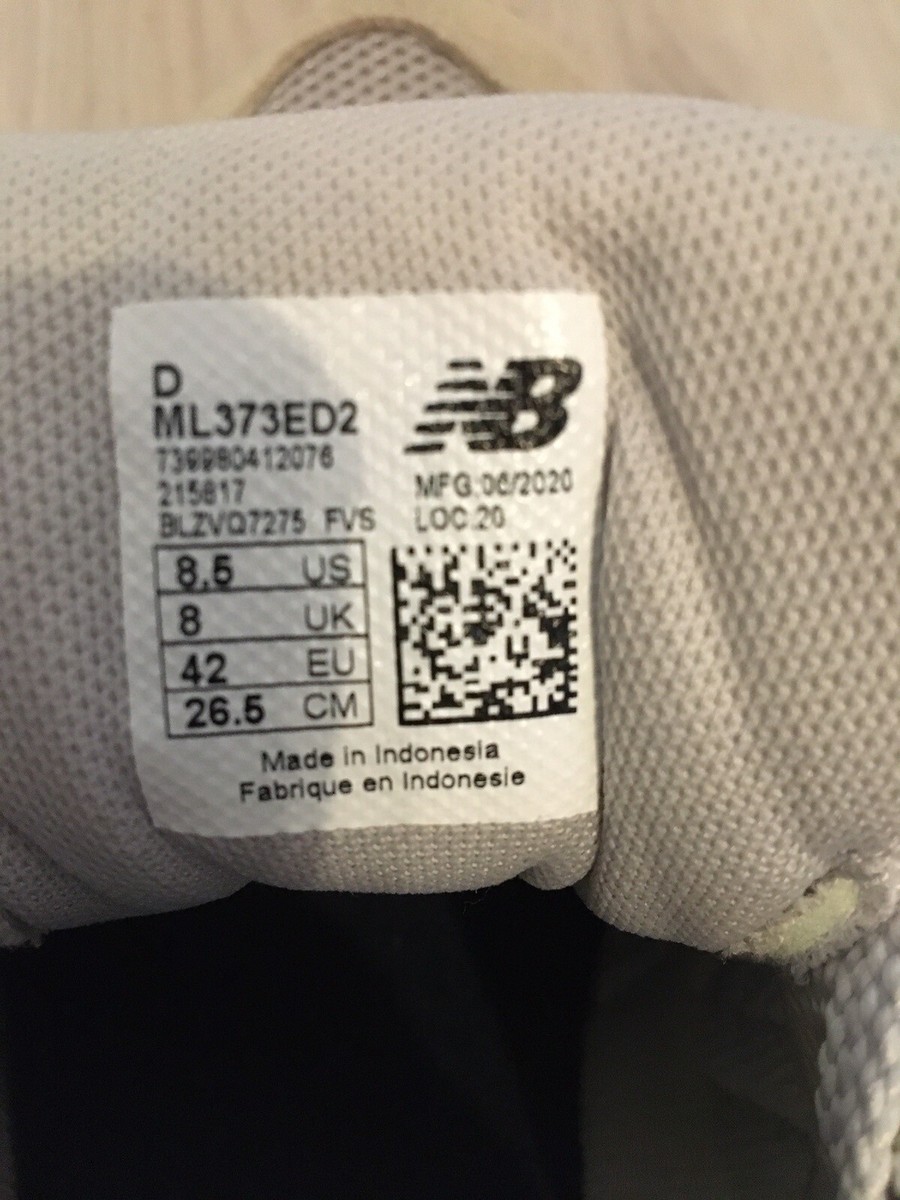 D
ML373ED2
739980412076
215817
BLZVQ7275 FVS
NB
MFG:06/2020
LOC:20
8.5 US
8 UK
42 EU
26.5 CM
Made in Indonesia
Fabrique en Indonesie